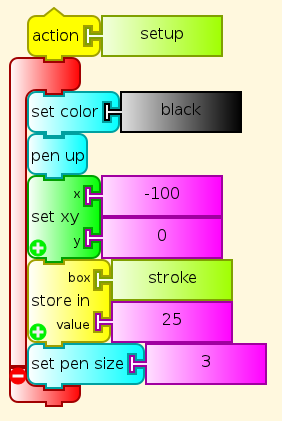 action setup
set color black
pen up
set xy x -100
y 0
store in box stroke
value 25
set pen size 3